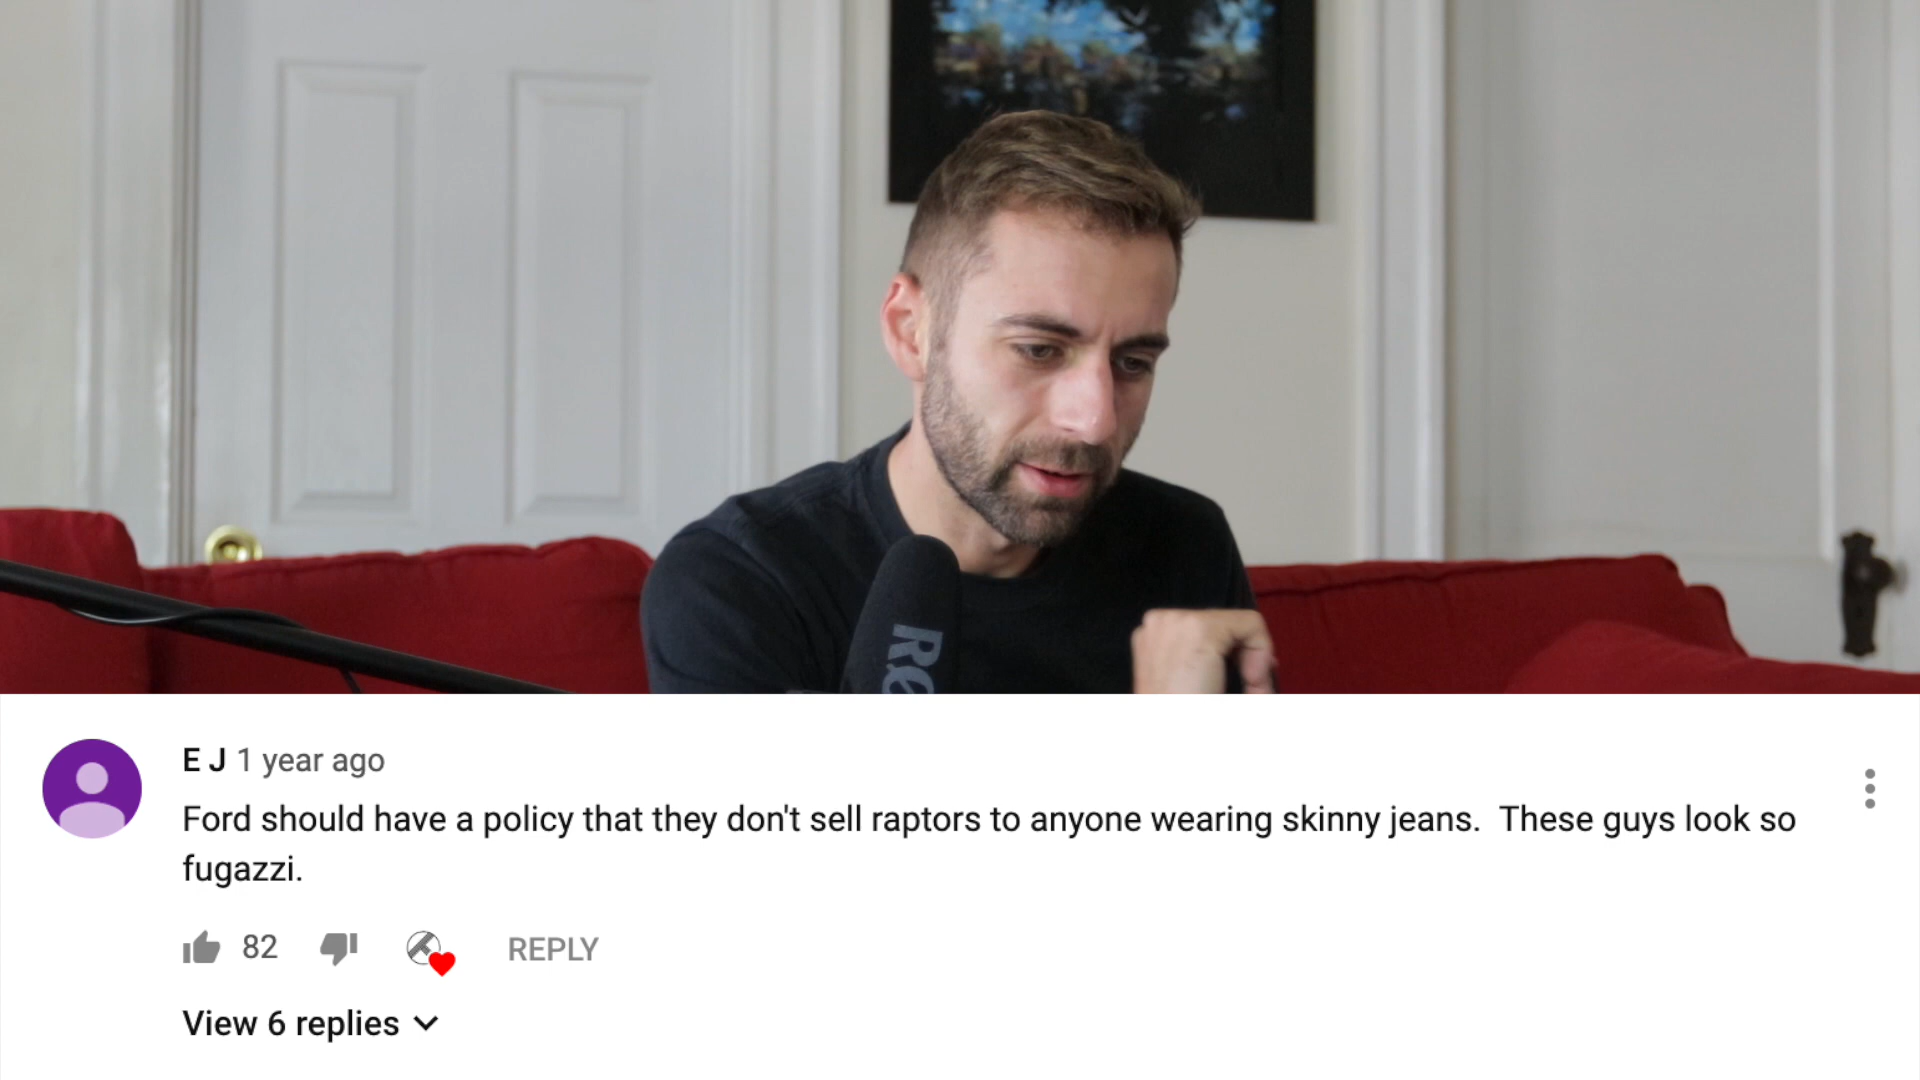 Re
E J 1 year ago
Ford should have a policy that they don't sell raptors to anyone wearing skinny jeans.  These guys look so
fugazzi.
82
REPLY
View 6 replies